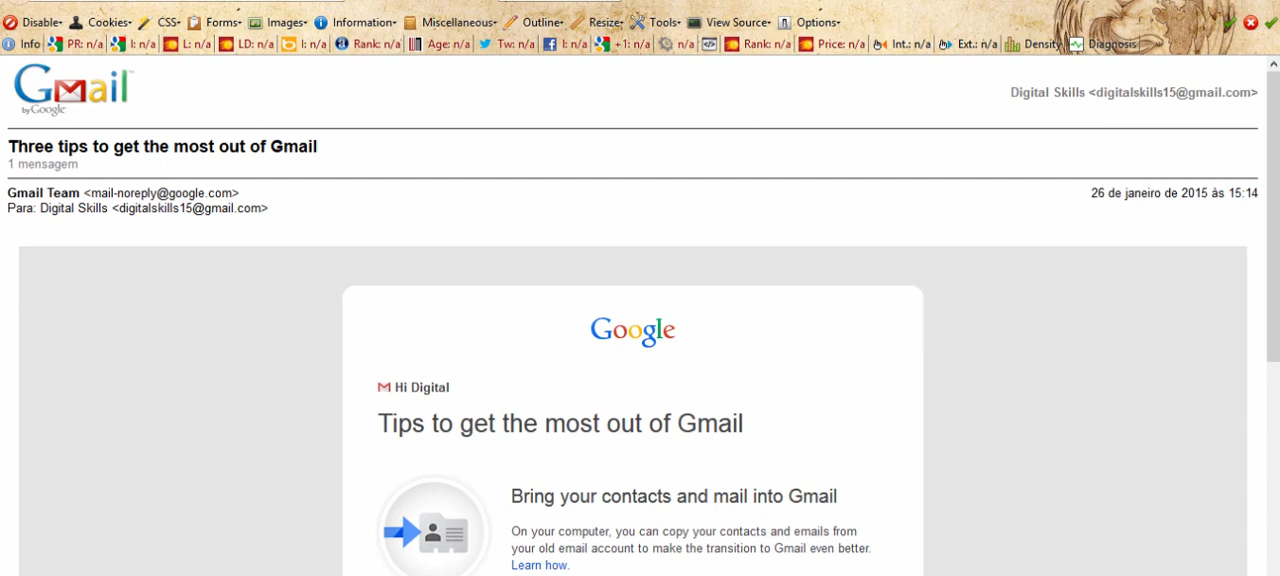 Disable▾ Cookies▾ CSS▾ Forms▾ Images▾ Information▾ Miscellaneous▾ Outline▾ Resize▾ Tools▾ View Source▾ Options▾
Info PR: n/a I: n/a L: n/a LD: n/a I: n/a Rank: n/a Age: n/a Tw: n/a I: n/a +1: n/a n/a Rank: n/a Price: n/a Int.: n/a Ext.: n/a Density Diagnosis
Gmail™
by Google
Digital Skills <digitalskills15@gmail.com>
Three tips to get the most out of Gmail
1 mensagem
Gmail Team <mail-noreply@google.com>
26 de janeiro de 2015 às 15:14
Para: Digital Skills <digitalskills15@gmail.com>
Google
Hi Digital
Tips to get the most out of Gmail
Bring your contacts and mail into Gmail
On your computer, you can copy your contacts and emails from
your old email account to make the transition to Gmail even better.
Learn how.